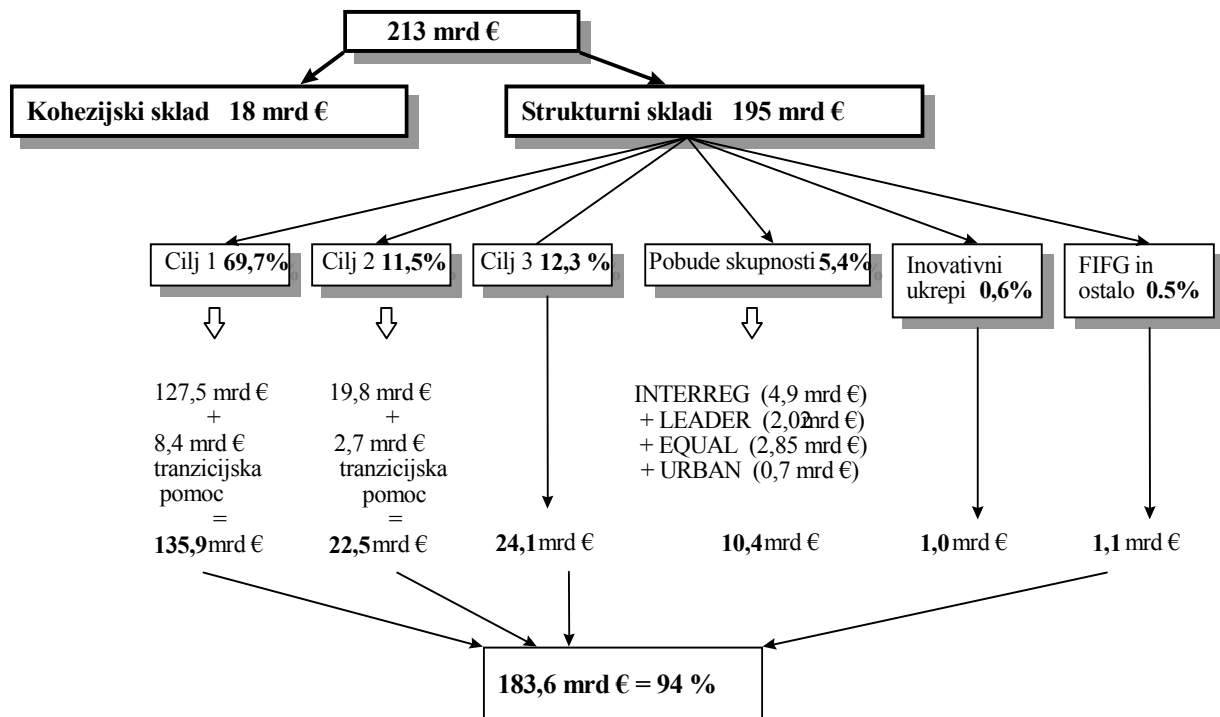 213 mrd €
Kohezijski sklad 18 mrd €
Strukturni skladi 195 mrd €
Cilj 1 69,7%
Cilj 2 11,5%
Cilj 3 12,3 %
Pobude skupnosti 5,4%
Inovativni
ukrepi 0,6%
FIFG in
ostalo 0.5%
127,5 mrd €
+
8,4 mrd €
tranzicijska
pomoc
=
135,9 mrd €
19,8 mrd €
+
2,7 mrd €
tranzicijska
pomoc
=
22,5 mrd €
24,1 mrd €
INTERREG (4,9 mrd €)
+ LEADER (2,02mrd €)
+ EQUAL (2,85 mrd €)
+ URBAN (0,7 mrd €)
10,4 mrd €
1,0 mrd €
1,1 mrd €
183,6 mrd € = 94 %